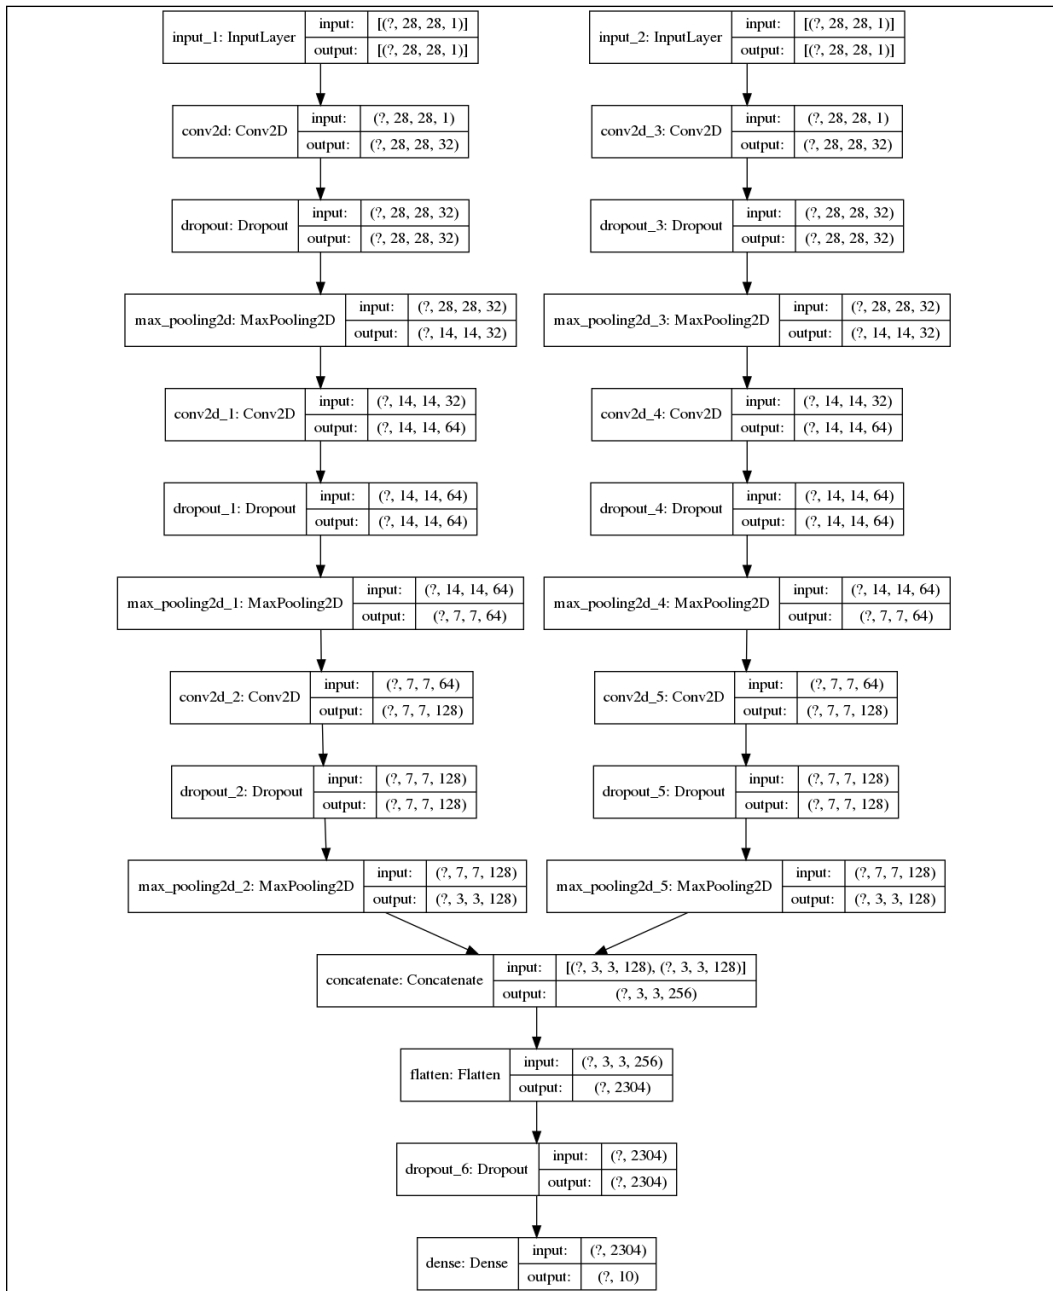 input_1: InputLayer input: [(?, 28, 28, 1)]
output: [(?, 28, 28, 1)]
input_2: InputLayer input: [(?, 28, 28, 1)]
output: [(?, 28, 28, 1)]
conv2d: Conv2D input: (?, 28, 28, 1)
output: (?, 28, 28, 32)
conv2d_3: Conv2D input: (?, 28, 28, 1)
output: (?, 28, 28, 32)
dropout: Dropout input: (?, 28, 28, 32)
output: (?, 28, 28, 32)
dropout_3: Dropout input: (?, 28, 28, 32)
output: (?, 28, 28, 32)
max_pooling2d: MaxPooling2D input: (?, 28, 28, 32)
output: (?, 14, 14, 32)
max_pooling2d_3: MaxPooling2D input: (?, 28, 28, 32)
output: (?, 14, 14, 32)
conv2d_1: Conv2D input: (?, 14, 14, 32)
output: (?, 14, 14, 64)
conv2d_4: Conv2D input: (?, 14, 14, 32)
output: (?, 14, 14, 64)
dropout_1: Dropout input: (?, 14, 14, 64)
output: (?, 14, 14, 64)
dropout_4: Dropout input: (?, 14, 14, 64)
output: (?, 14, 14, 64)
max_pooling2d_1: MaxPooling2D input: (?, 14, 14, 64)
output: (?, 7, 7, 64)
max_pooling2d_4: MaxPooling2D input: (?, 14, 14, 64)
output: (?, 7, 7, 64)
conv2d_2: Conv2D input: (?, 7, 7, 64)
output: (?, 7, 7, 128)
conv2d_5: Conv2D input: (?, 7, 7, 64)
output: (?, 7, 7, 128)
dropout_2: Dropout input: (?, 7, 7, 128)
output: (?, 7, 7, 128)
dropout_5: Dropout input: (?, 7, 7, 128)
output: (?, 7, 7, 128)
max_pooling2d_2: MaxPooling2D input: (?, 7, 7, 128)
output: (?, 3, 3, 128)
max_pooling2d_5: MaxPooling2D input: (?, 7, 7, 128)
output: (?, 3, 3, 128)
concatenate: Concatenate input: [(?, 3, 3, 128), (?, 3, 3, 128)]
output: (?, 3, 3, 256)
flatten: Flatten input: (?, 3, 3, 256)
output: (?, 2304)
dropout_6: Dropout input: (?, 2304)
output: (?, 2304)
dense: Dense input: (?, 2304)
output: (?, 10)